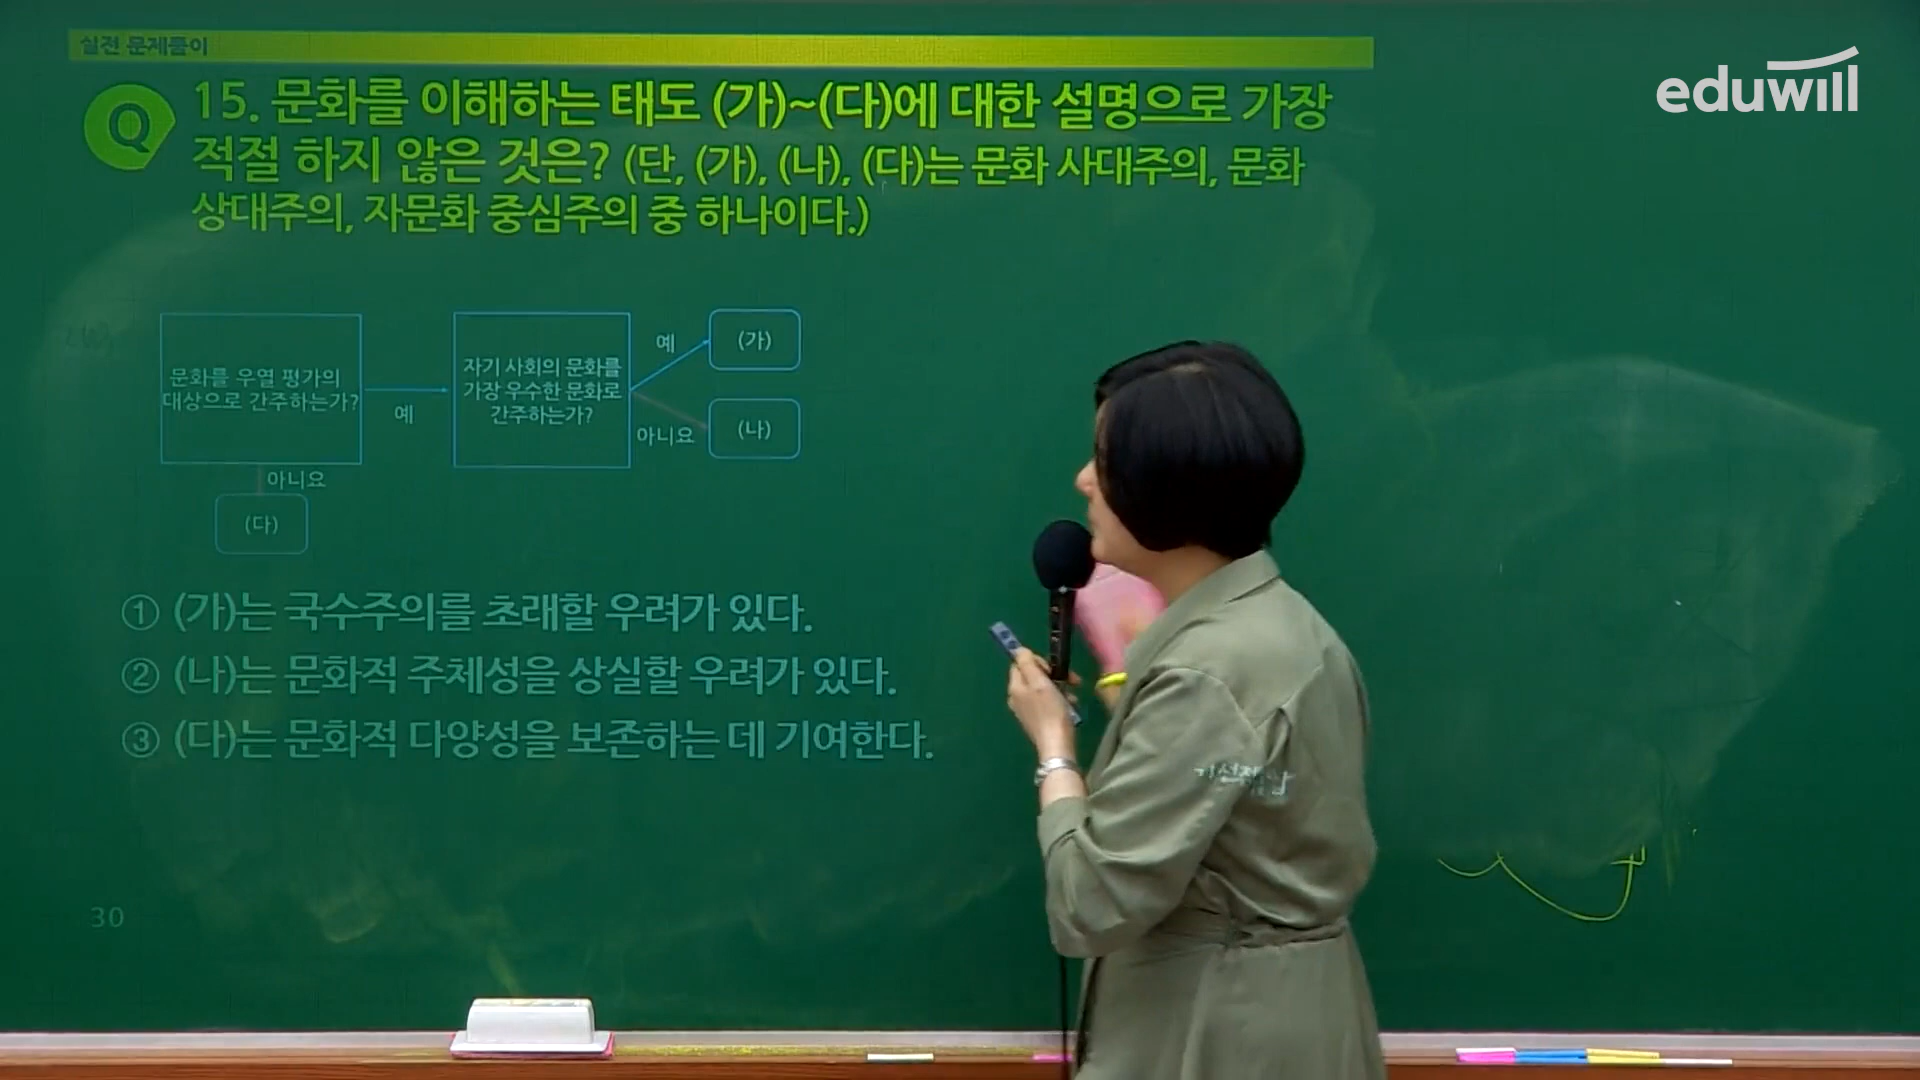 실전 문제풀이
eduwill
Q
15. 문화를 이해하는 태도 (가)~(다)에 대한 설명으로 가장
적절 하지 않은 것은? (단, (가), (나), (다)는 문화 사대주의, 문화
상대주의, 자문화 중심주의 중 하나이다.)
문화를 우열 평가의
대상으로 간주하는가?
예
자기 사회의 문화를
가장 우수한 문화로
간주하는가?
예
(가)
아니요
(나)
아니요
(다)
① (가)는 국수주의를 초래할 우려가 있다.
② (나)는 문화적 주체성을 상실할 우려가 있다.
③ (다)는 문화적 다양성을 보존하는 데 기여한다.
30